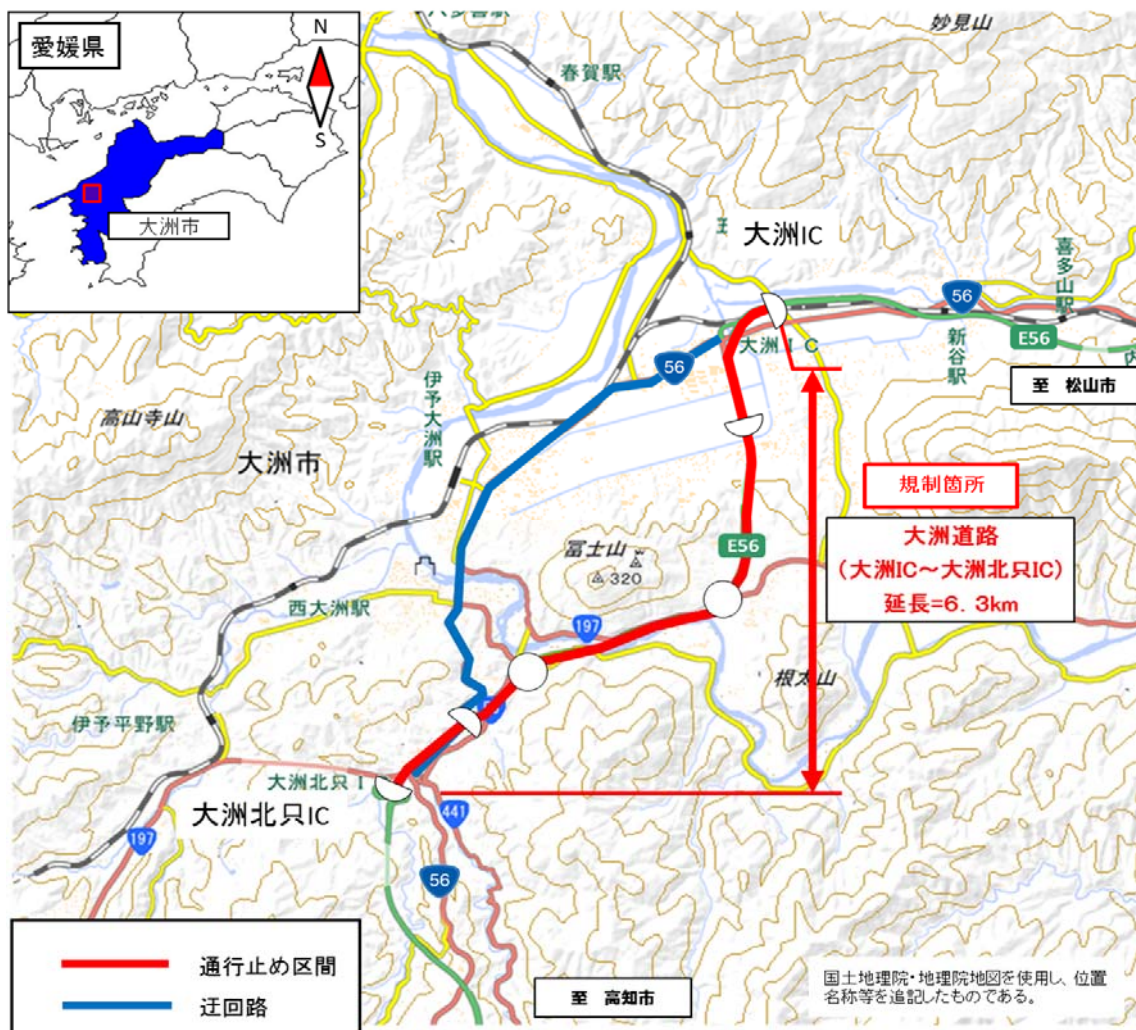 愛媛県
N
S
大洲市
春賀駅
妙見山
大洲IC
喜多山駅
56
新谷駅
E56
大洲IC
56
至 松山市
伊予大洲駅
高山寺山
大洲市
規制箇所
大洲道路
(大洲IC~大洲北只IC)
延長=6.3km
E56
冨士山
320
西大洲駅
197
根太山
伊予平野駅
大洲北只I
大洲北只IC
197
441
56
通行止め区間
迂回路
至 高知市
国土地理院・地理院地図を使用し、位置
名称等を追記したものである。